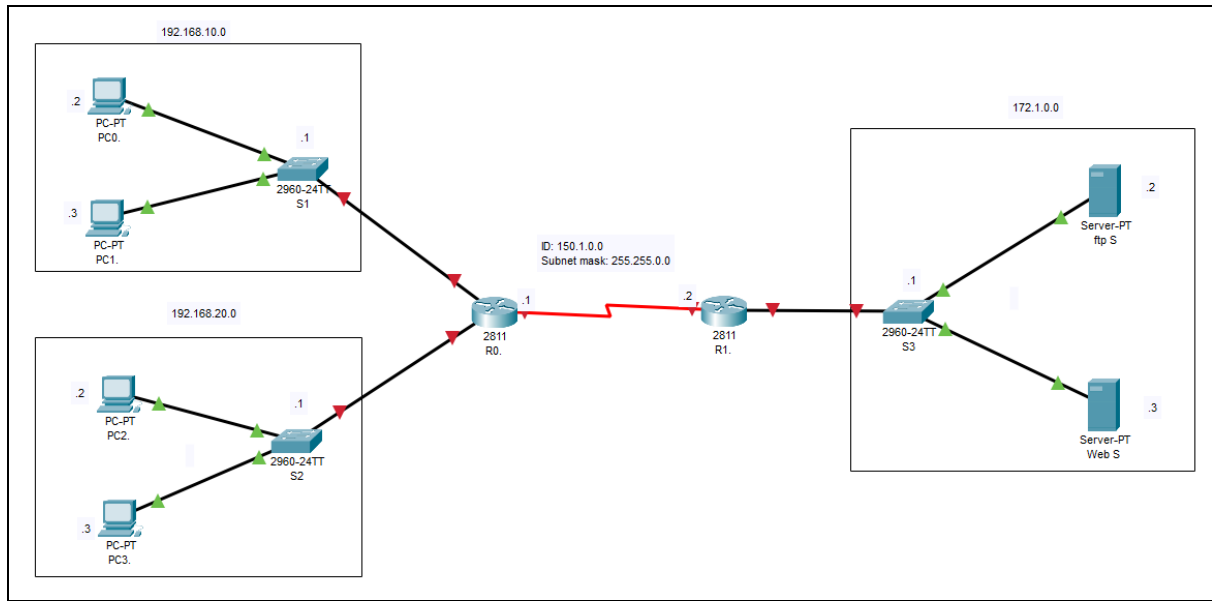 192.168.10.0
.2
PC-PT
PC0.
.1
2960-24TT
S1
.3
PC-PT
PC1.
192.168.20.0
.2
PC-PT
PC2.
.1
2960-24TT
S2
.3
PC-PT
PC3.
ID: 150.1.0.0
Subnet mask: 255.255.0.0
.1
2811
R0.
.2
2811
R1.
172.1.0.0
.1
2960-24TT
S3
.2
Server-PT
ftp S
.3
Server-PT
Web S